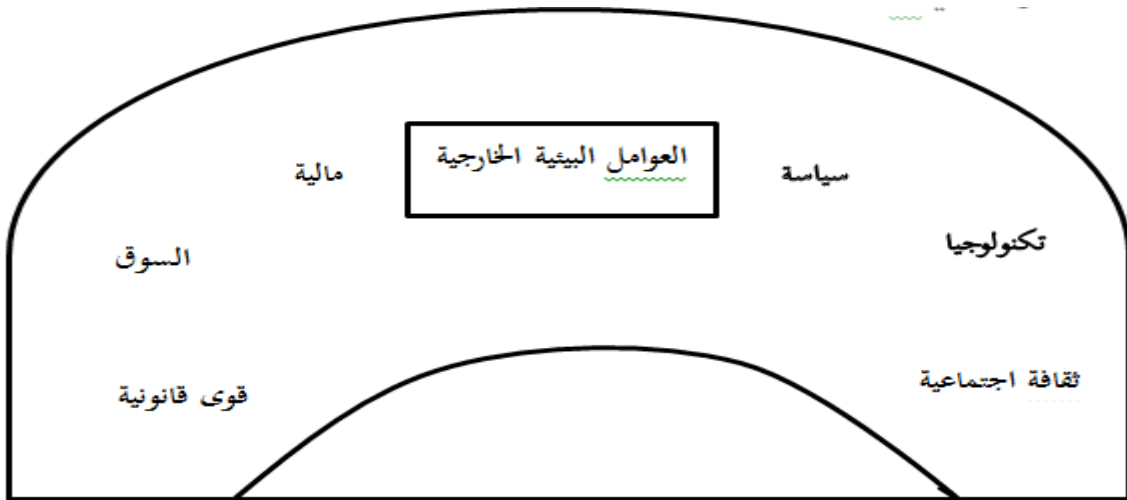 العوامل البيئية الخارجية
سياسة
مالية
تكنولوجيا
السوق
ثقافة اجتماعية
قوى قانونية